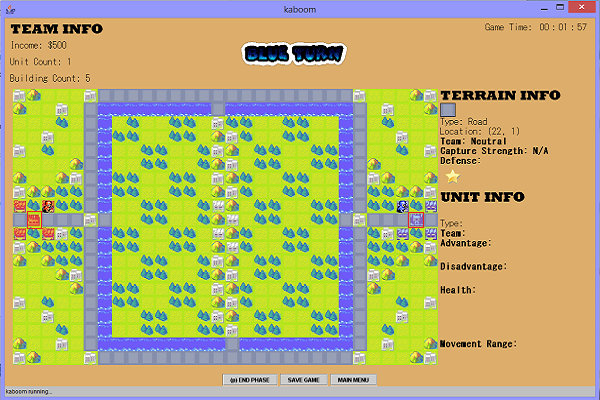 kaboom
TEAM INFO
Game Time: 00:01:57
Income: $500
BLUE TURN
Unit Count: 1
Building Count: 5
TERRAIN INFO
Type: Road
Location: (22, 1)
Team: Neutral
Capture Strength: N/A
Defense:
UNIT INFO
Type:
Team:
Advantage:
Disadvantage:
Health:
Movement Range:
END PHASE
SAVE GAME
MAIN MENU
kaboom running...